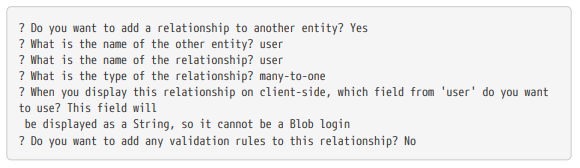 ? Do you want to add a relationship to another entity? Yes
? What is the name of the other entity? user
? What is the name of the relationship? user
? What is the type of the relationship? many-to-one
? When you display this relationship on client-side, which field from 'user' do you want
to use? This field will
be displayed as a String, so it cannot be a Blob login
? Do you want to add any validation rules to this relationship? No